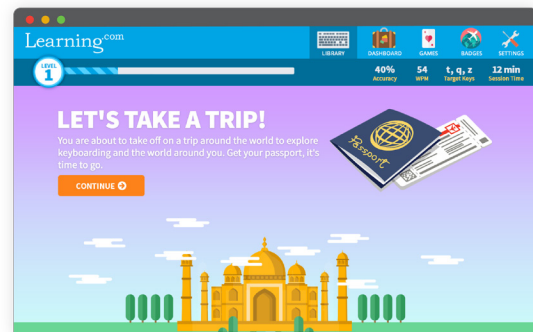 Learning.com
LIBRARY
DASHBOARD
GAMES
BADGES
SETTINGS
LEVEL
1
40%
Accuracy
54
WPM
t, q, z
Target Keys
12 min
Session Time
LET'S TAKE A TRIP!
You are about to take off on a trip around the world to explore
keyboarding and the world around you. Get your passport, it's
time to go.
CONTINUE
Passport